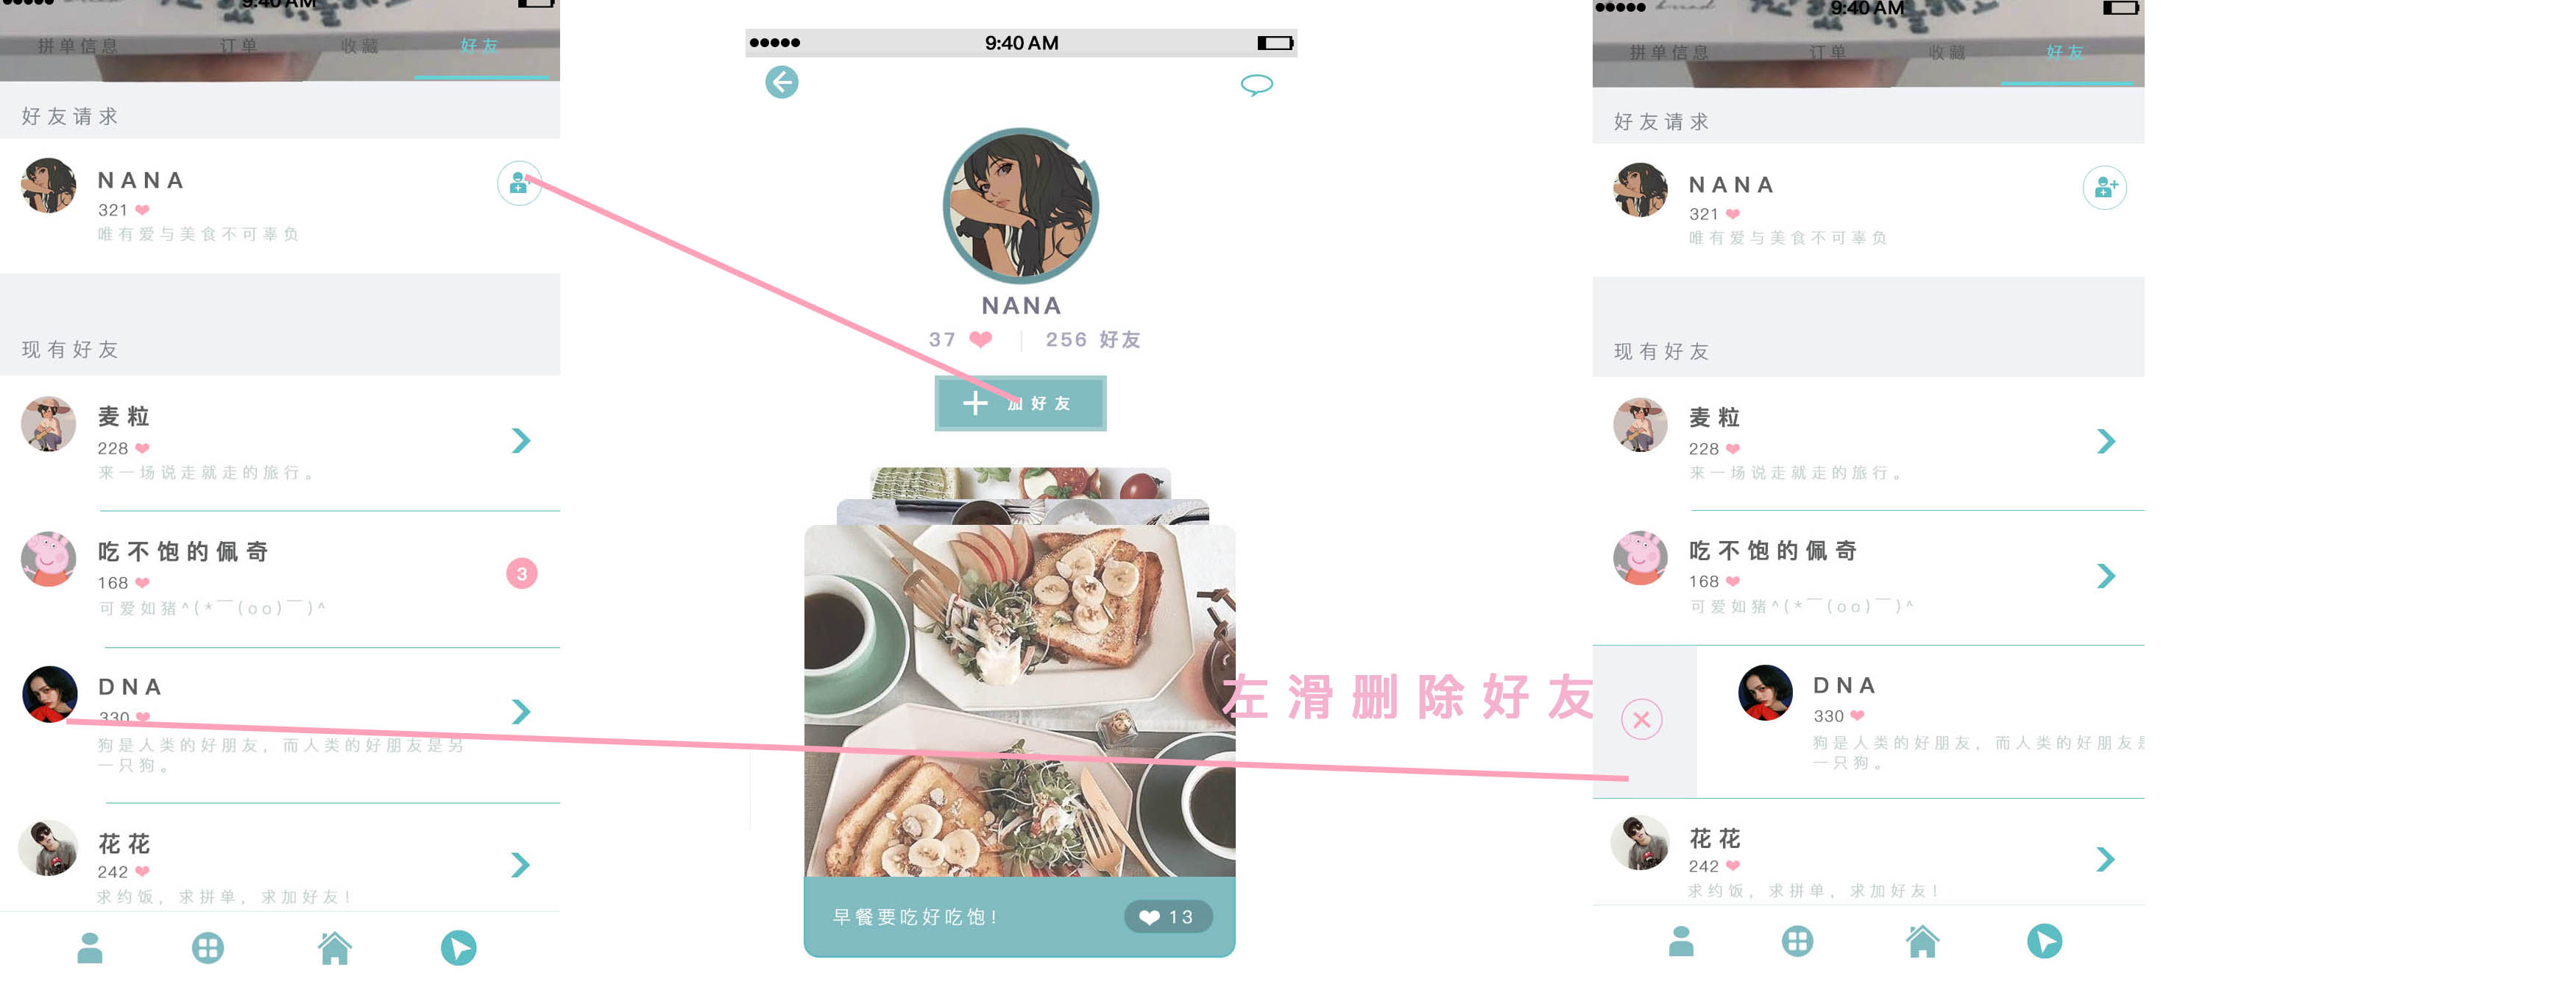 9:40 AM
拼单信息 订单 收藏 好友
好友请求
NANA
321
唯有爱与美食不可辜负
现有好友
麦粒
228
来一场说走就走的旅行。
吃不饱的佩奇
168
3
可爱如猪^(*￣(oo)￣)^
DNA
330
狗是人类的好朋友，而人类的好朋友是另
一只狗。
花花
242
求约饭，求拼单，求加好友！
9:40 AM
NANA
37 256 好友
加好友
早餐要吃好吃饱！
13
左滑删除好友
9:40 AM
拼单信息 订单 收藏 好友
好友请求
NANA
321
唯有爱与美食不可辜负
现有好友
麦粒
228
来一场说走就走的旅行。
吃不饱的佩奇
168
可爱如猪^(*￣(oo)￣)^
DNA
330
狗是人类的好朋友，而人类的好朋友是
一只狗。
花花
242
求约饭，求拼单，求加好友！